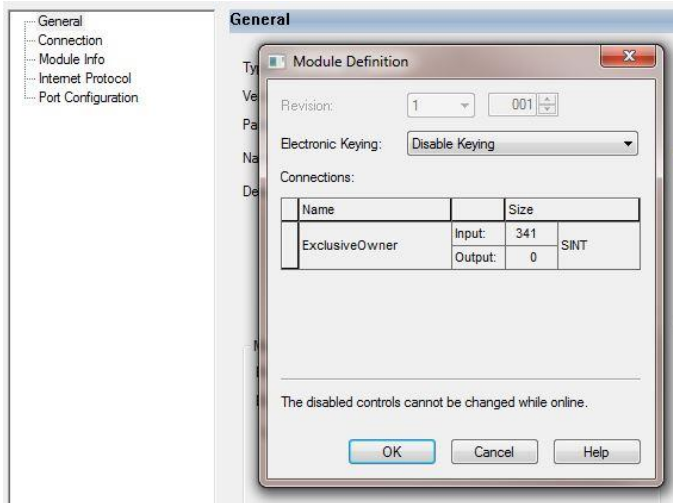 General
Connection
Module Info
Internet Protocol
Port Configuration
General
Module Definition
Revision: 1 001
Electronic Keying: Disable Keying
Connections:
Name Size
ExclusiveOwner Input: 341 SINT
Output: 0
The disabled controls cannot be changed while online.
OK Cancel Help